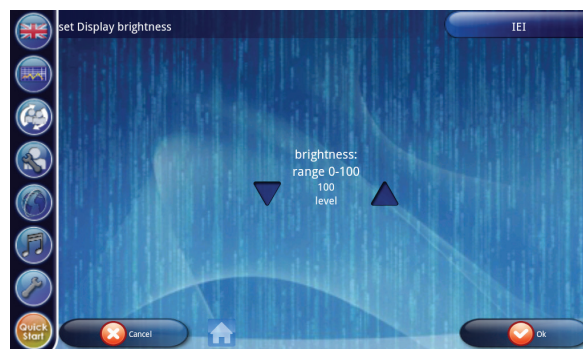 set Display brightness
IEI
brightness:
range 0-100
100
level
Quick
Start
Cancel
Ok